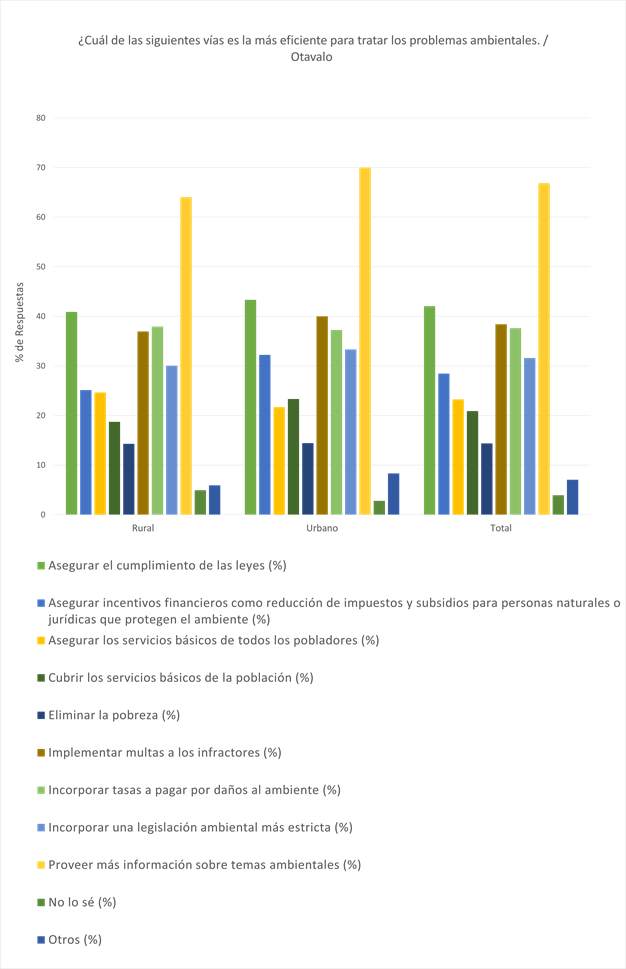 ¿Cuál de las siguientes vías es la más eficiente para tratar los problemas ambientales. /
Otavalo
% de Respuestas
80
70
60
50
40
30
20
10
0
Rural
Urbano
Total
Asegurar el cumplimiento de las leyes (%)
Asegurar incentivos financieros como reducción de impuestos y subsidios para personas naturales o
jurídicas que protegen el ambiente (%)
Asegurar los servicios básicos de todos los pobladores (%)
Cubrir los servicios básicos de la población (%)
Eliminar la pobreza (%)
Implementar multas a los infractores (%)
Incorporar tasas a pagar por daños al ambiente (%)
Incorporar una legislación ambiental más estricta (%)
Proveer más información sobre temas ambientales (%)
No lo sé (%)
Otros (%)